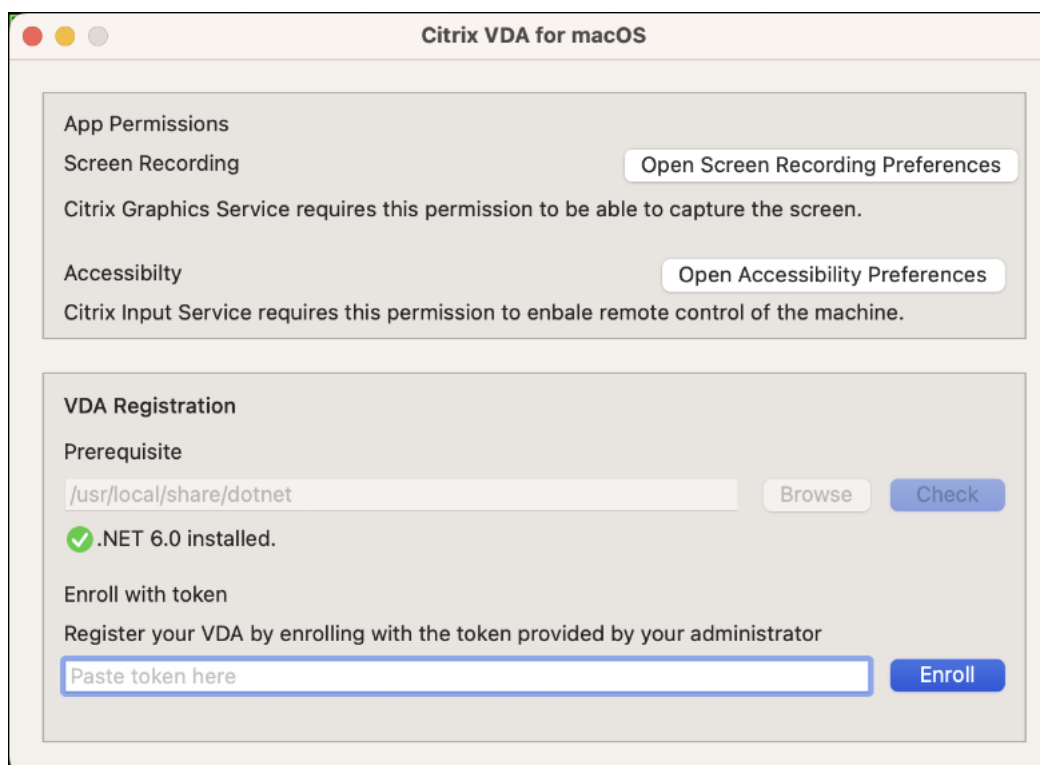 Citrix VDA for macOS
App Permissions
Screen Recording
Open Screen Recording Preferences
Citrix Graphics Service requires this permission to be able to capture the screen.
Accessibilty
Open Accessibility Preferences
Citrix Input Service requires this permission to enbale remote control of the machine.
VDA Registration
Prerequisite
/usr/local/share/dotnet
Browse
Check
.NET 6.0 installed.
Enroll with token
Register your VDA by enrolling with the token provided by your administrator
Paste token here
Enroll